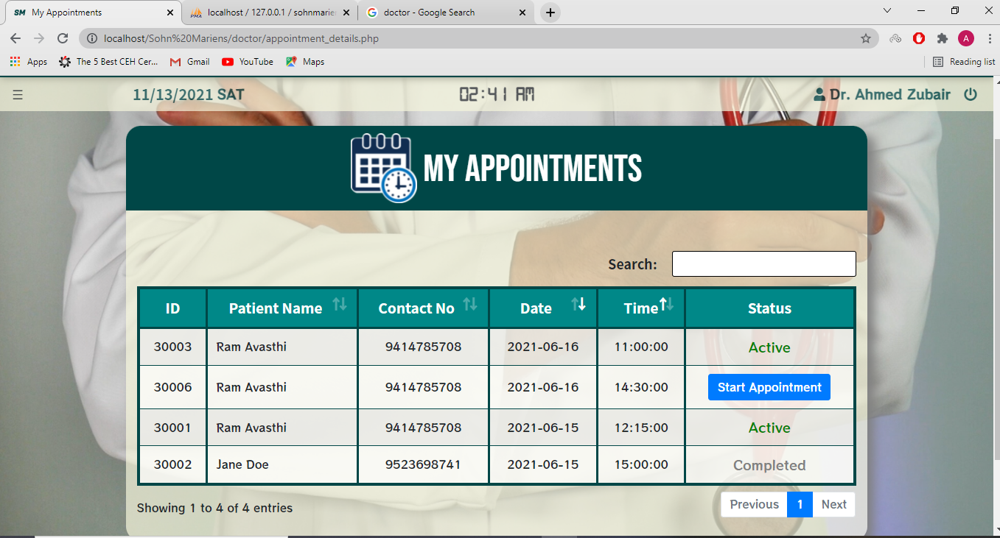 SM My Appointments localhost / 127.0.0.1 / sohnmarie doctor - Google Search
localhost/Sohn%20Mariens/doctor/appointment_details.php A
Apps The 5 Best CEH Cer... Gmail YouTube Maps Reading list
11/13/2021 SAT 02:41 AM Dr. Ahmed Zubair
MY APPOINTMENTS
Search:
ID Patient Name Contact No Date Time Status
30003 Ram Avasthi 9414785708 2021-06-16 11:00:00 Active
30006 Ram Avasthi 9414785708 2021-06-16 14:30:00 Start Appointment
30001 Ram Avasthi 9414785708 2021-06-15 12:15:00 Active
30002 Jane Doe 9523698741 2021-06-15 15:00:00 Completed
Showing 1 to 4 of 4 entries Previous 1 Next